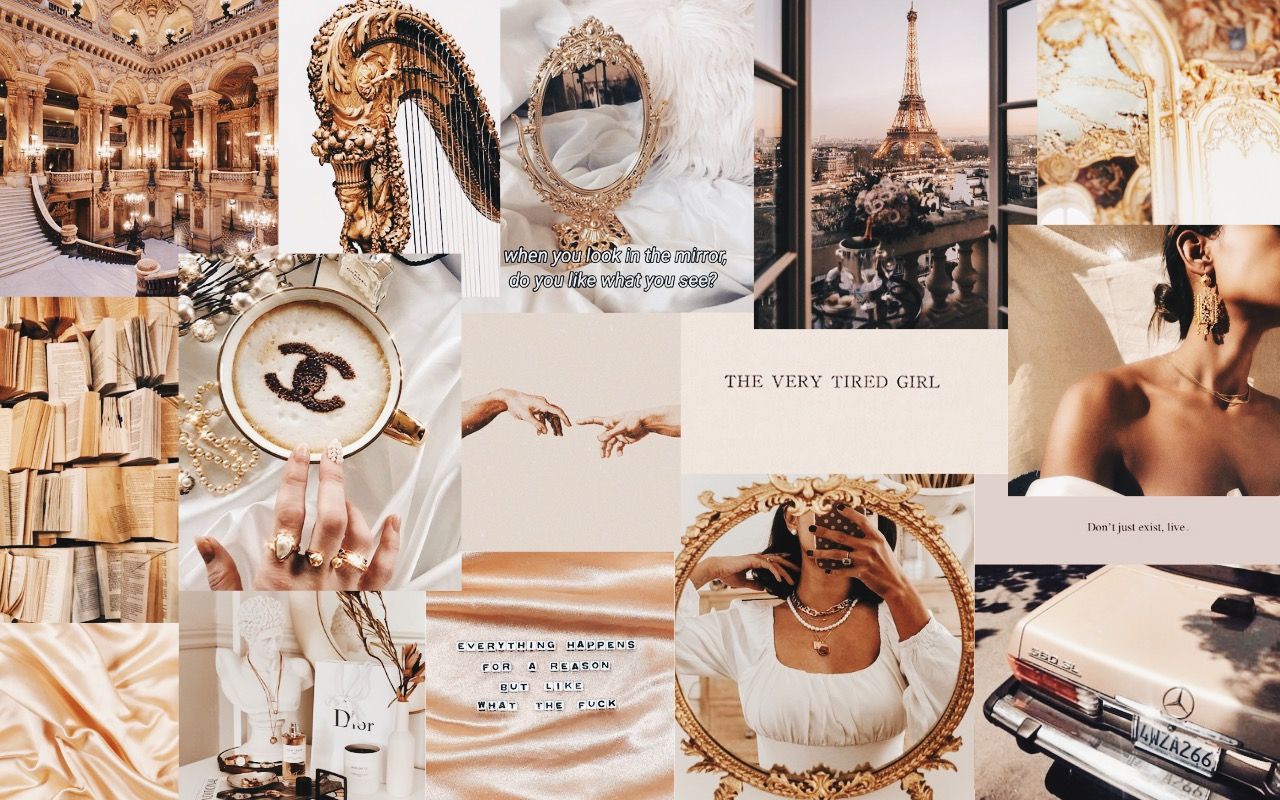 when you look in the mirror,
do you like what you see?
THE VERY TIRED GIRL
Don't just exist, live.
EVERYTHING HAPPENS
FOR A REASON
BUT LIKE
WHAT THE FUCK
Dior
560 SL
4WZA266